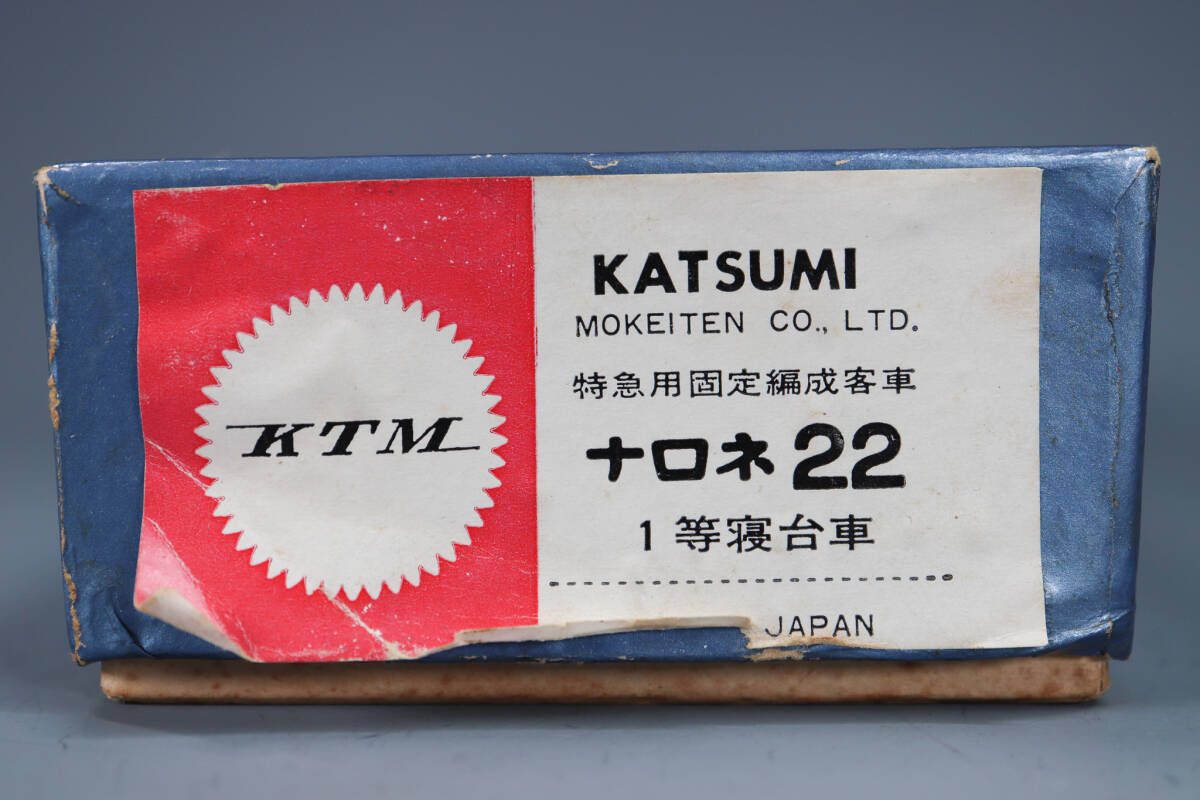 KTM
KATSUMI
MOKEITEN CO., LTD.
特急用固定編成客車
ナロネ22
1等寝台車
JAPAN